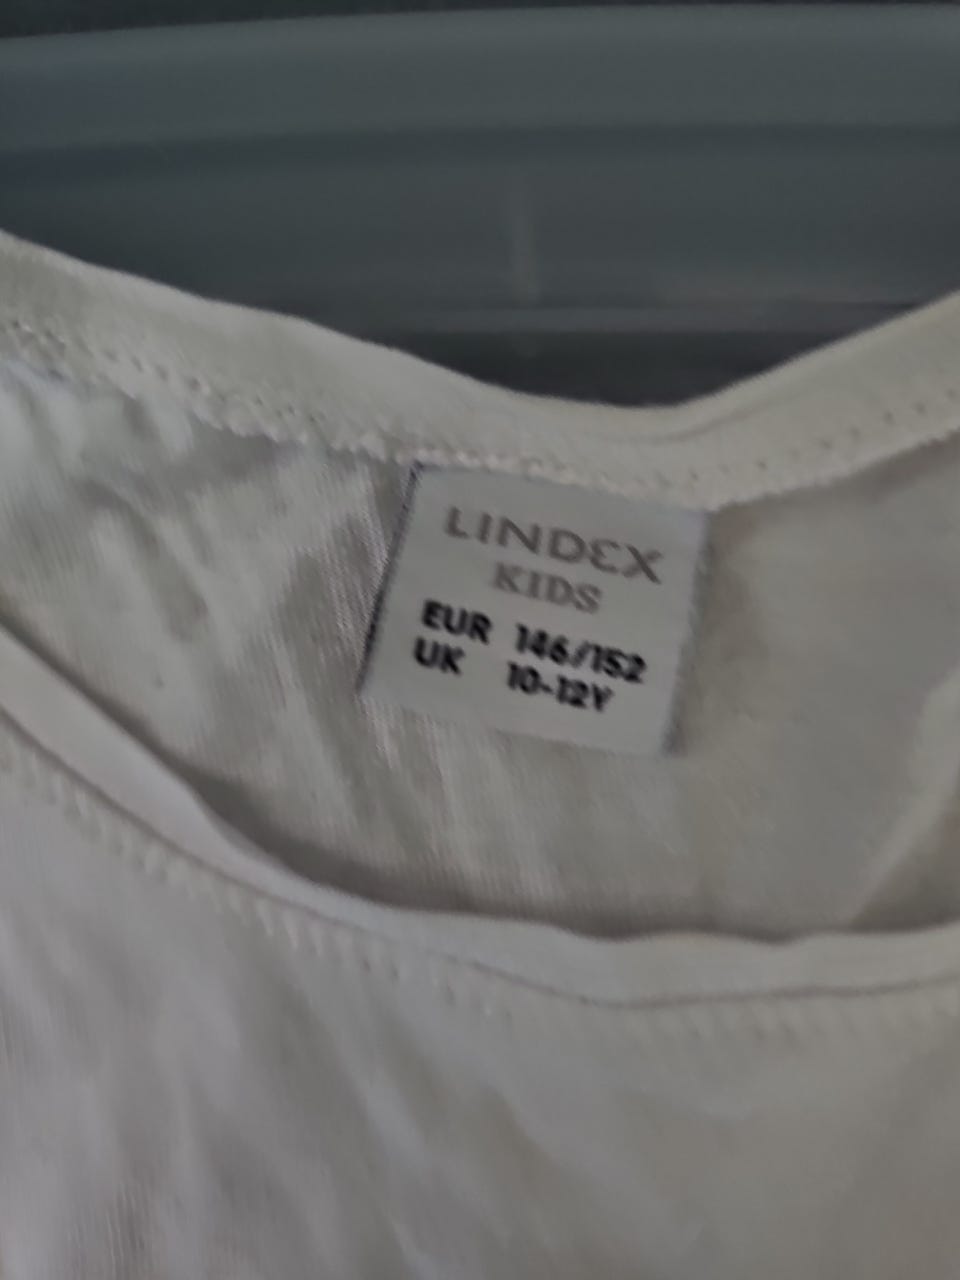 LINDEX
KIDS
EUR 146/152
UK 10-12Y